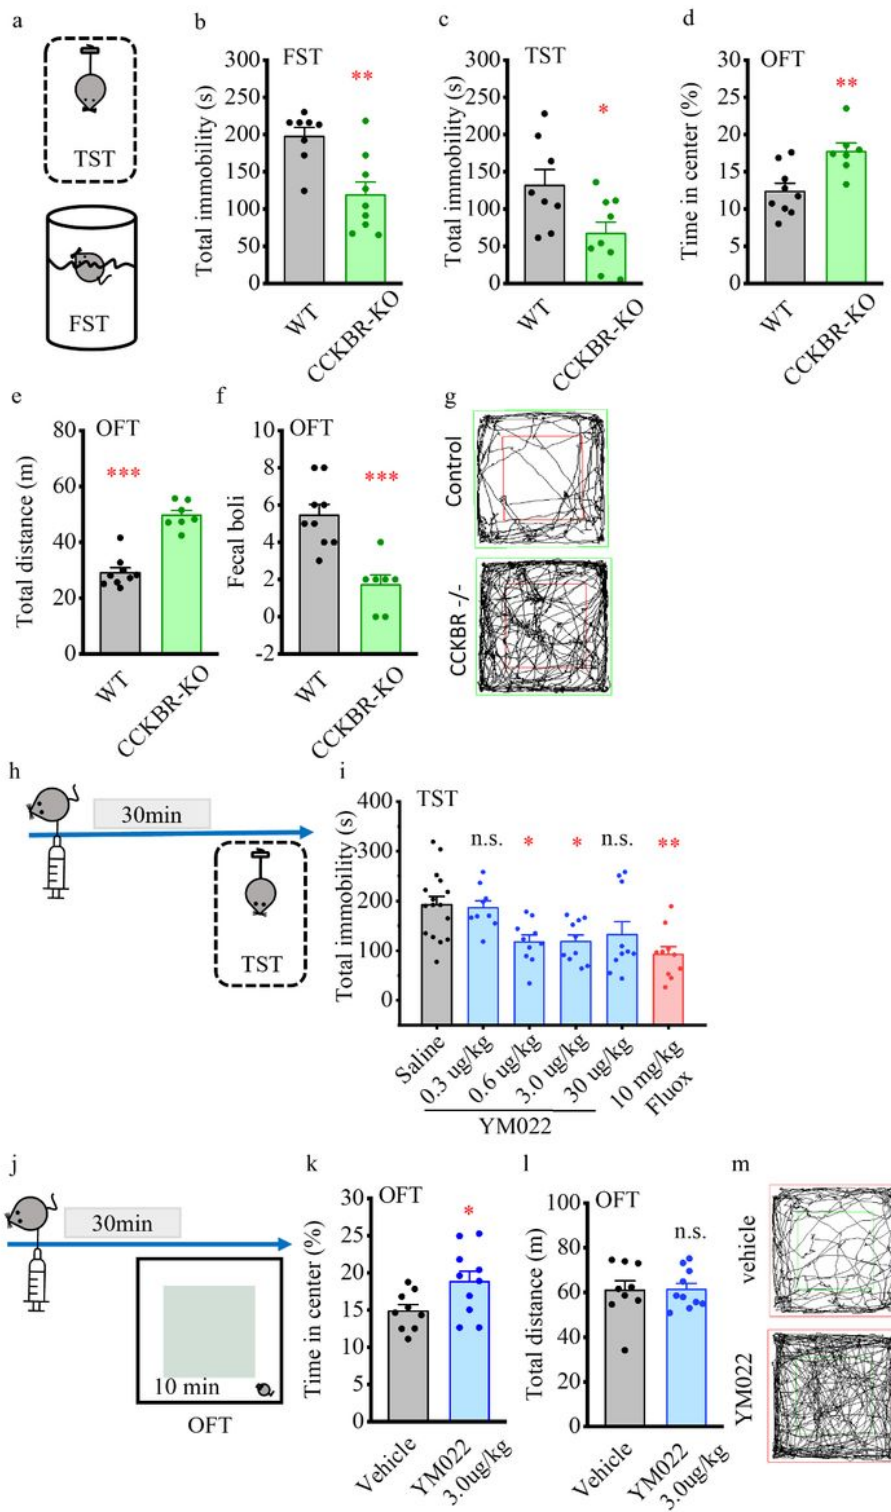 a
TST
FST
b
FST
**
Total immobility (s)
300
250
200
150
100
50
0
WT
CCKBR-KO
c
TST
*
Total immobility (s)
300
250
200
150
100
50
0
WT
CCKBR-KO
d
OFT
**
Time in center (%)
30
25
20
15
10
5
0
WT
CCKBR-KO
e
OFT
***
Total distance (m)
80
60
40
20
0
WT
CCKBR-KO
f
OFT
***
Fecal boli
10
8
6
4
2
0
-2
WT
CCKBR-KO
g
Control
CCKBR -/-
h
30min
TST
i
TST
n.s.
*
*
n.s.
**
Total immobility (s)
400
300
200
100
0
Saline
0.3 ug/kg
0.6 ug/kg
3.0 ug/kg
30 ug/kg
10 mg/kg
Fluox
YM022
j
30min
10 min
OFT
k
OFT
*
Time in center (%)
30
25
20
15
10
5
0
Vehicle
YM022
3.0ug/kg
l
OFT
n.s.
Total distance (m)
100
80
60
40
20
0
Vehicle
YM022
3.0ug/kg
m
vehicle
YM022